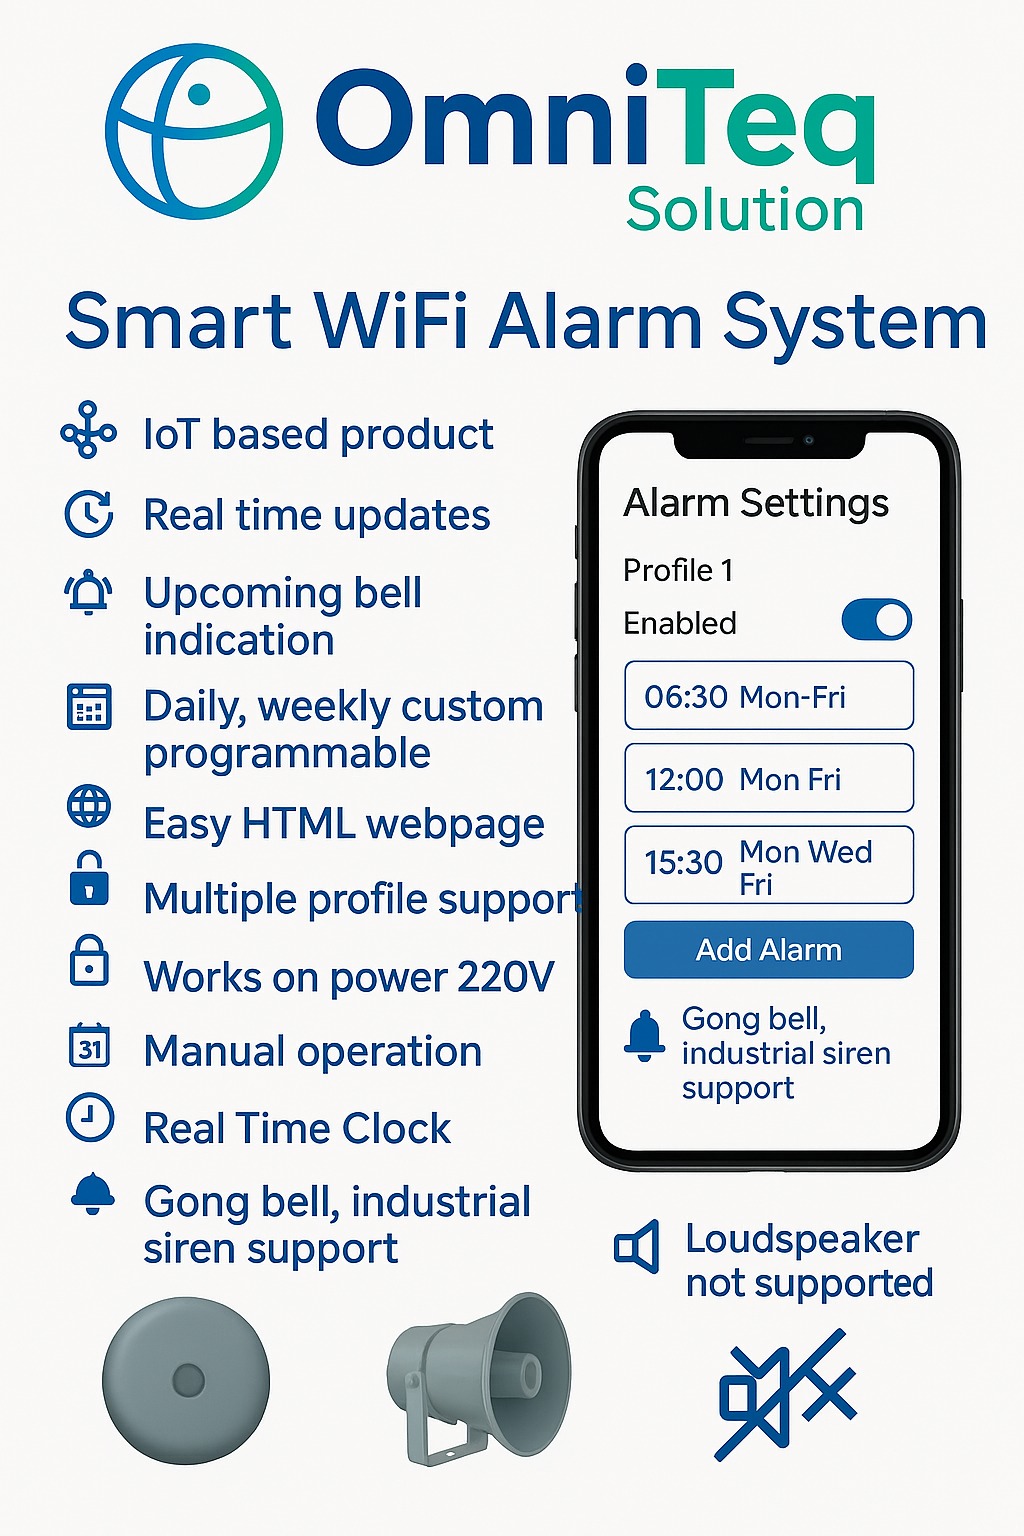 OmniTeq
Solution
Smart WiFi Alarm System
IoT based product
Real time updates
Upcoming bell
indication
Daily, weekly custom
programmable
Easy HTML webpage
Multiple profile support
Works on power 220V
31
Manual operation
Real Time Clock
Gong bell, industrial
siren support
Alarm Settings
Profile 1
Enabled
06:30 Mon-Fri
12:00 Mon Fri
15:30 Mon Wed
Fri
Add Alarm
Gong bell,
industrial siren
support
Loudspeaker
not supported